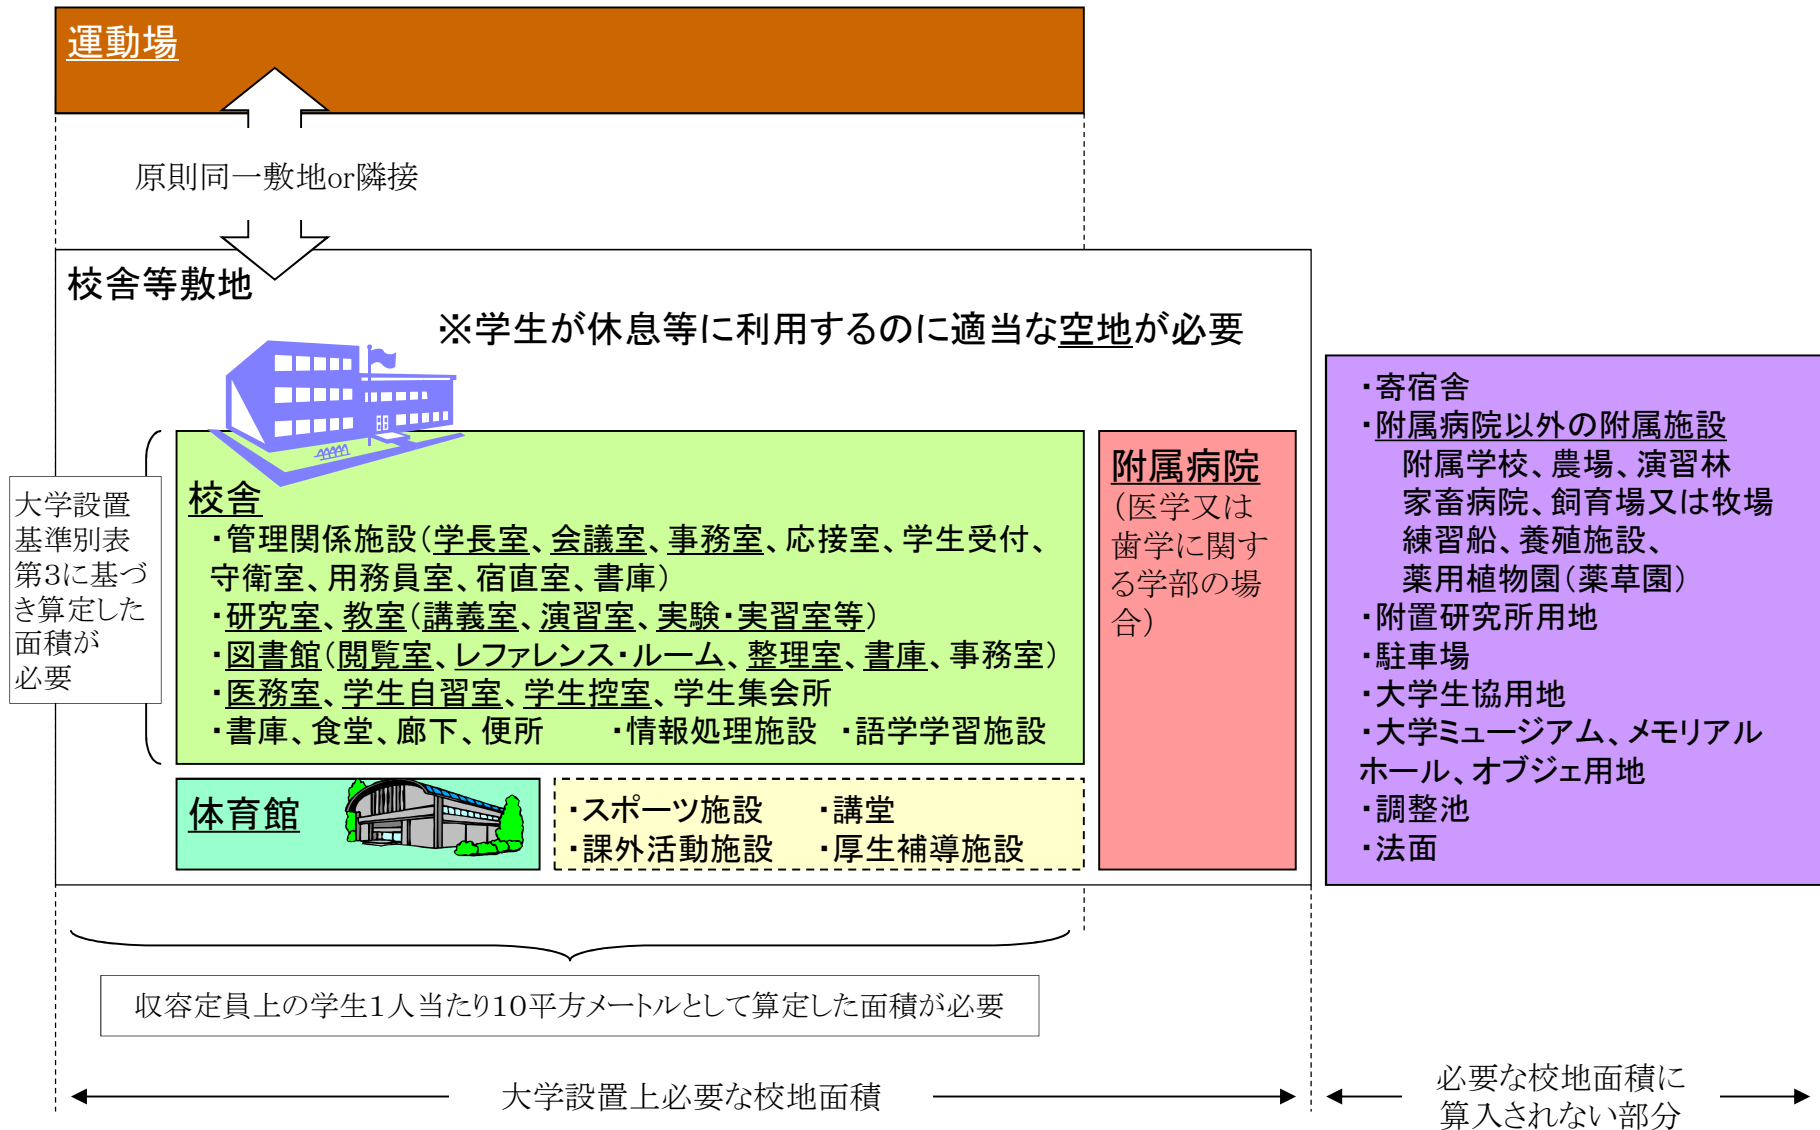 運動場
原則同一敷地or隣接
校舎等敷地
※学生が休息等に利用するのに適当な空地が必要
大学設置
基準別表
第3に基づ
き算定した
面積が
必要
校舎
・管理関係施設（学長室、会議室、事務室、応接室、学生受付、
守衛室、用務員室、宿直室、書庫）
・研究室、教室（講義室、演習室、実験・実習室等）
・図書館（閲覧室、レファレンス・ルーム、整理室、書庫、事務室）
・医務室、学生自習室、学生控室、学生集会所
・書庫、食堂、廊下、便所　・情報処理施設　・語学学習施設
体育館
・スポーツ施設　・講堂
・課外活動施設　・厚生補導施設
附属病院
（医学又は
歯学に関す
る学部の場
合）
・寄宿舎
・附属病院以外の附属施設
附属学校、農場、演習林
家畜病院、飼育場又は牧場
練習船、養殖施設、
薬用植物園（薬草園）
・附置研究所用地
・駐車場
・大学生協用地
・大学ミュージアム、メモリアル
ホール、オブジェ用地
・調整池
・法面
収容定員上の学生1人当たり10平方メートルとして算定した面積が必要
大学設置上必要な校地面積
必要な校地面積に
算入されない部分